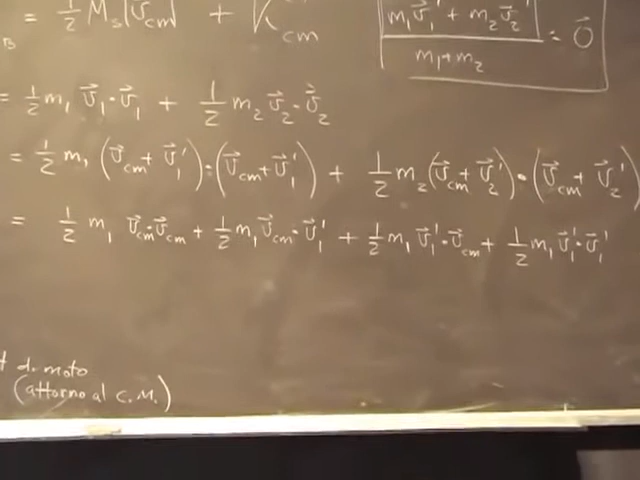 = 1/2 M_s |v⃗_cm| + K_cm
(m₁v⃗₁' + m₂v⃗₂')/(m₁+m₂) = 0⃗
B
= 1/2 m₁ v⃗₁·v⃗₁ + 1/2 m₂ v⃗₂·v⃗₂
= 1/2 m₁ (v⃗_cm + v⃗₁')·(v⃗_cm + v⃗₁') + 1/2 m₂ (v⃗_cm + v⃗₂')·(v⃗_cm + v⃗₂')
= 1/2 m₁ v⃗_cm·v⃗_cm + 1/2 m₁ v⃗_cm·v⃗₁' + 1/2 m₁ v⃗₁'·v⃗_cm + 1/2 m₁ v⃗₁'·v⃗₁'
di moto
(attorno al C.M.)